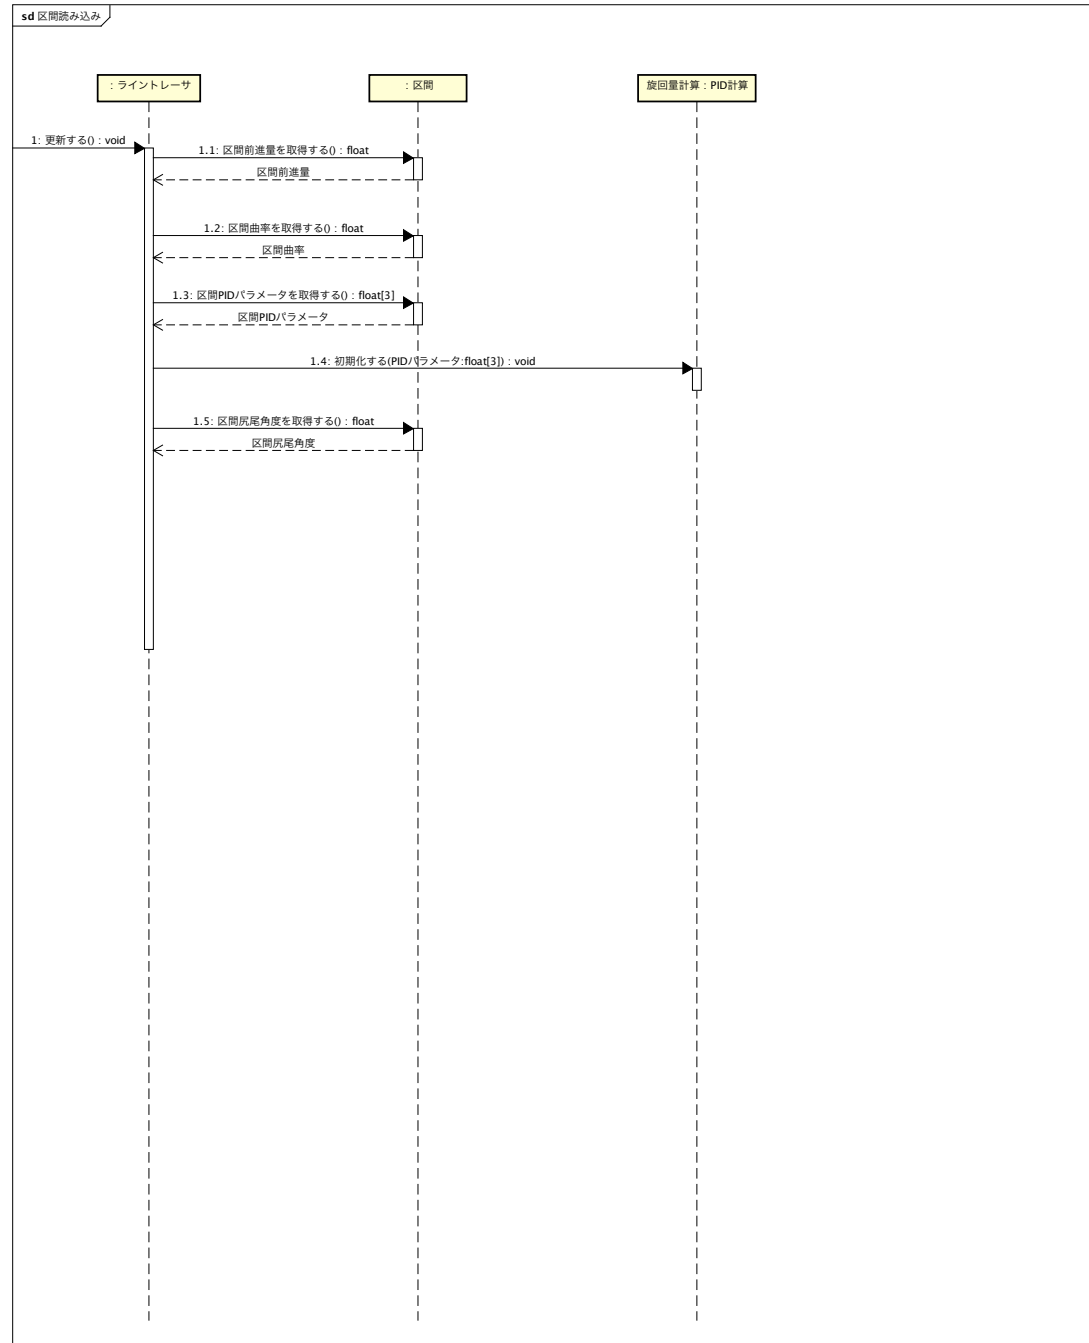 sd 区間読み込み
: ライントレーサ
: 区間
旋回量計算 : PID計算
1: 更新する() : void
1.1: 区間前進量を取得する() : float
区間前進量
1.2: 区間曲率を取得する() : float
区間曲率
1.3: 区間PIDパラメータを取得する() : float[3]
区間PIDパラメータ
1.4: 初期化する(PIDパラメータ:float[3]) : void
1.5: 区間尻尾角度を取得する() : float
区間尻尾角度